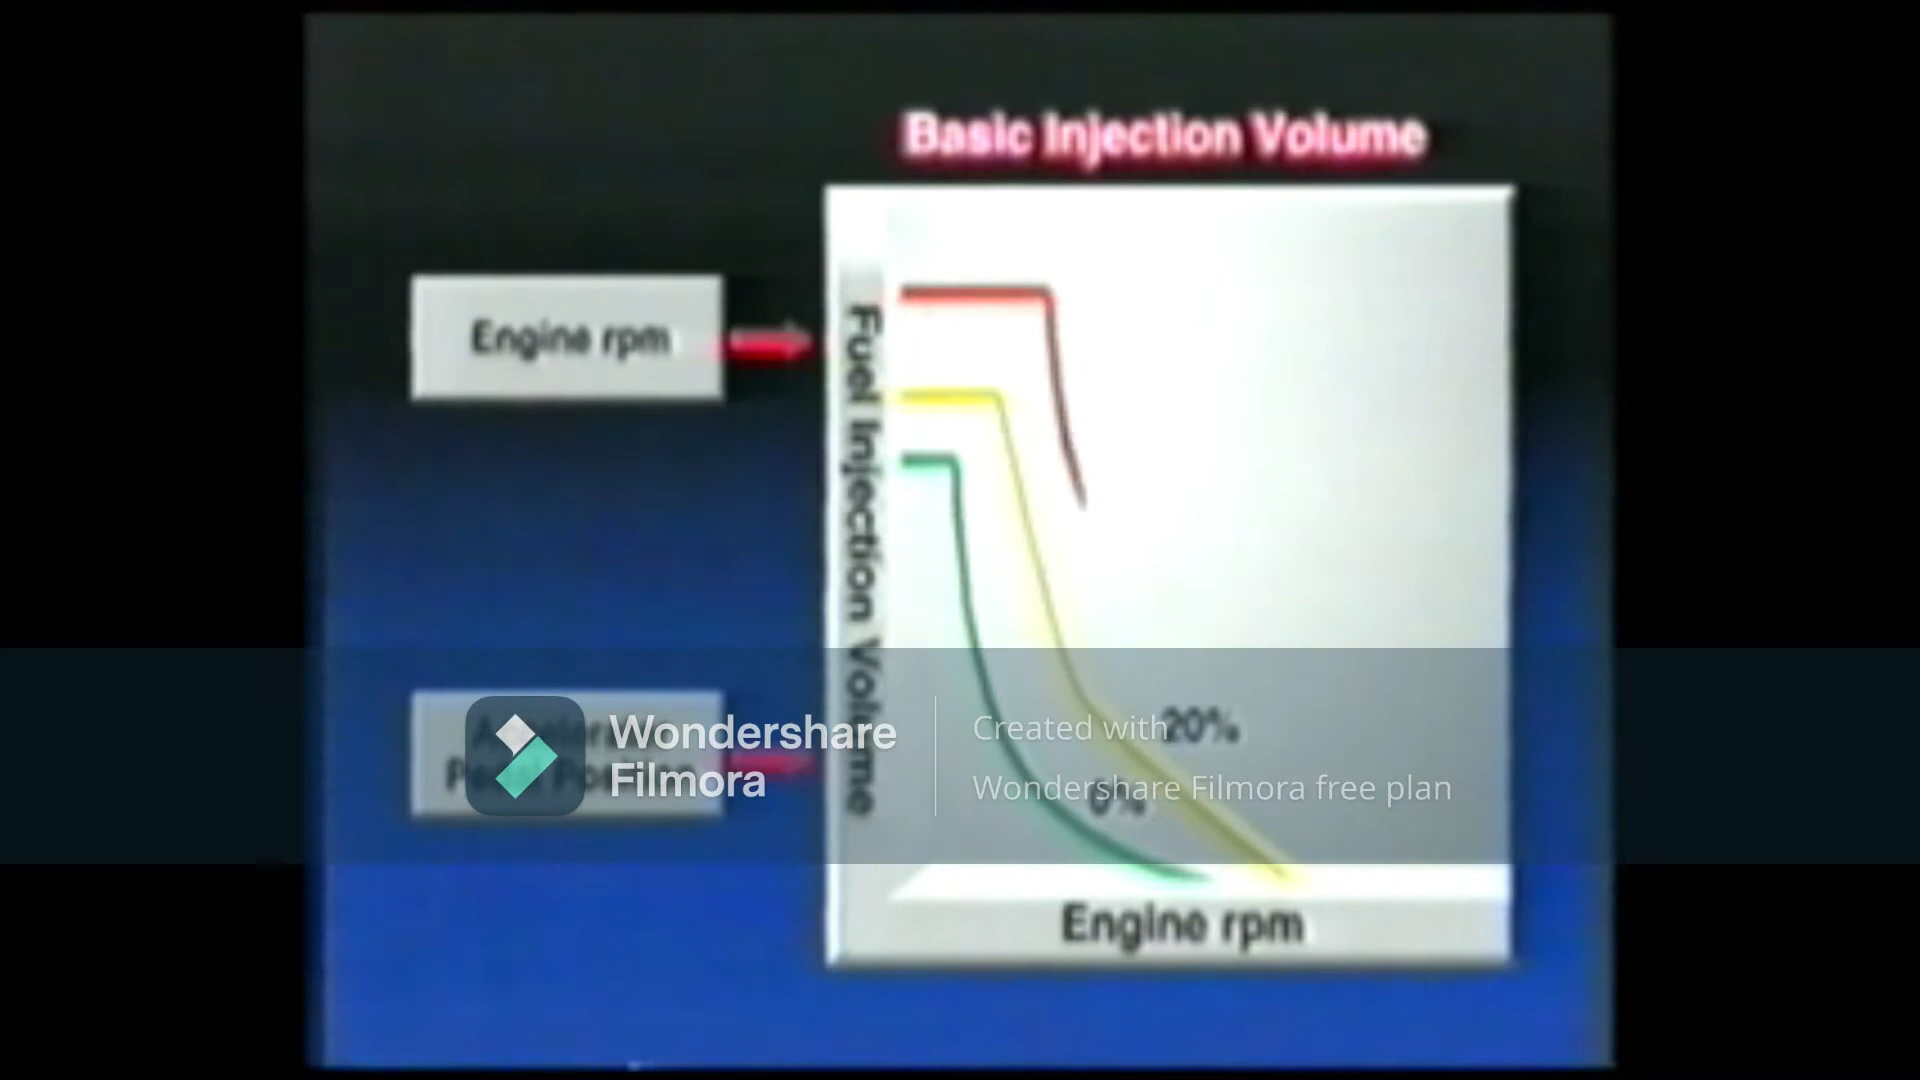 Basic Injection Volume
Engine rpm
Fuel Injection Volume
Wondershare
Filmora
Created with
Wondershare Filmora free plan
20%
Engine rpm